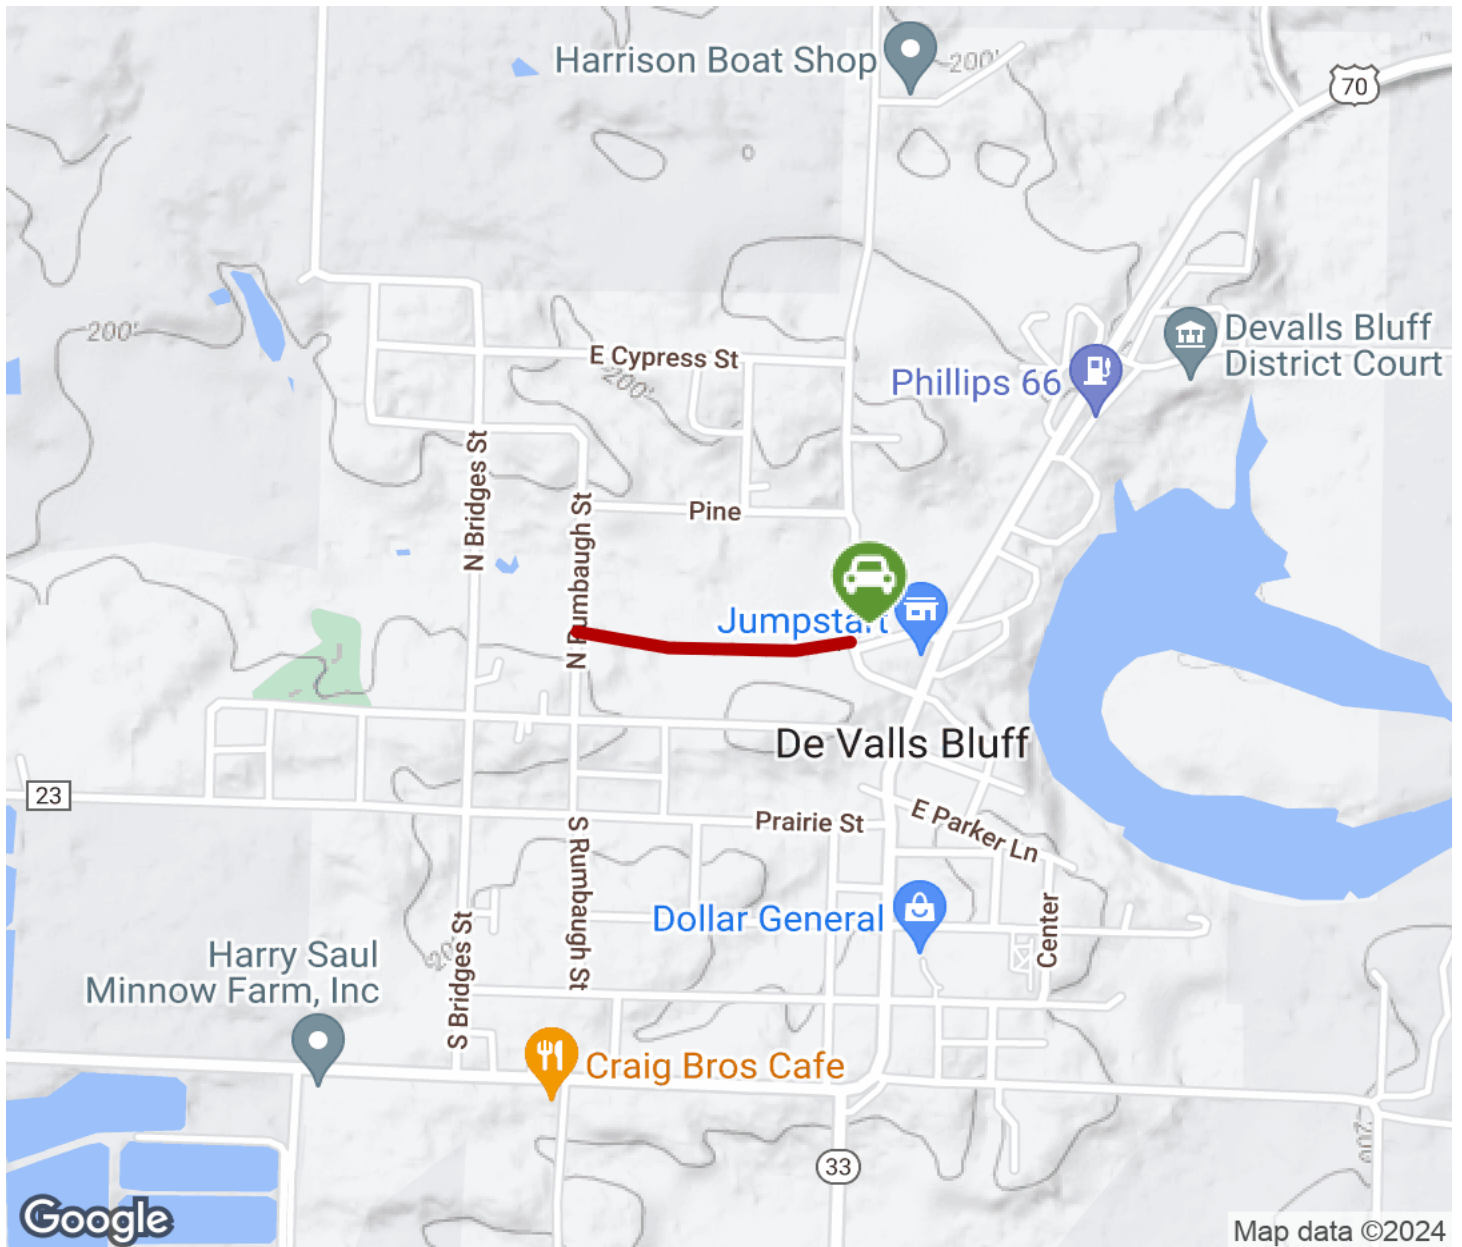 Harrison Boat Shop
200'
70
200'
E Cypress St
200'
Devalls Bluff
District Court
Phillips 66
N Bridges St
N Rumbaugh St
Pine
Jumpstart
De Valls Bluff
23
Prairie St
E Parker Ln
S Rumbaugh St
Dollar General
Center
S Bridges St
Harry Saul
Minnow Farm, Inc
Craig Bros Cafe
33
200'
Google
Map data ©2024